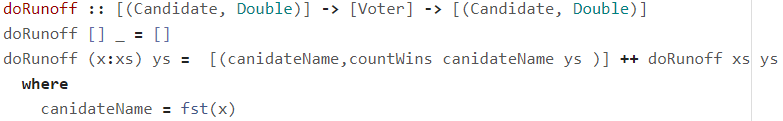 doRunoff :: [(Candidate, Double)] -> [Voter] -> [(Candidate, Double)]
doRunoff [] _ = []
doRunoff (x:xs) ys =  [(canidateName,countWins canidateName ys )] ++ doRunoff xs ys
  where
    canidateName = fst(x)